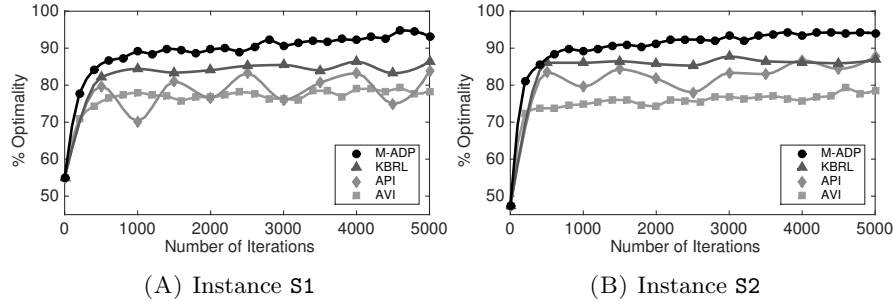 100
90
80
70
60
50
% Optimality
M-ADP
KBRL
API
AVI
0 1000 2000 3000 4000 5000
Number of Iterations
(A) Instance S1
100
90
80
70
60
50
% Optimality
M-ADP
KBRL
API
AVI
0 1000 2000 3000 4000 5000
Number of Iterations
(B) Instance S2